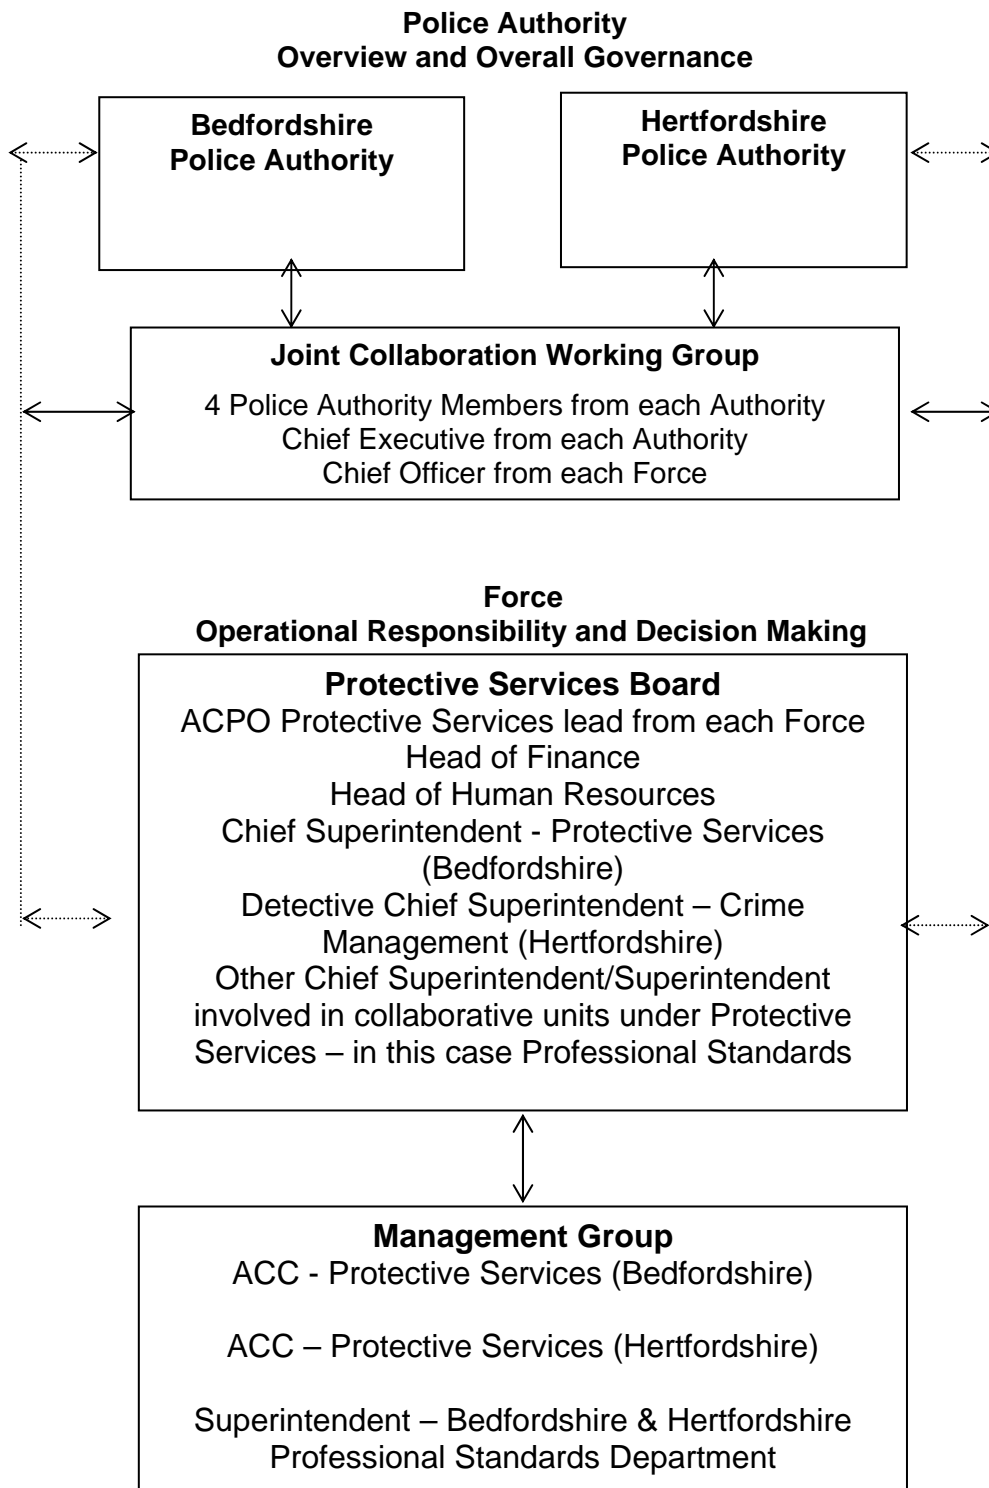 Police Authority
Overview and Overall Governance
Bedfordshire
Police Authority
Hertfordshire
Police Authority
Joint Collaboration Working Group
4 Police Authority Members from each Authority
Chief Executive from each Authority
Chief Officer from each Force
Force
Operational Responsibility and Decision Making
Protective Services Board
ACPO Protective Services lead from each Force
Head of Finance
Head of Human Resources
Chief Superintendent - Protective Services
(Bedfordshire)
Detective Chief Superintendent – Crime
Management (Hertfordshire)
Other Chief Superintendent/Superintendent
involved in collaborative units under Protective
Services – in this case Professional Standards
Management Group
ACC - Protective Services (Bedfordshire)
ACC – Protective Services (Hertfordshire)
Superintendent – Bedfordshire & Hertfordshire
Professional Standards Department